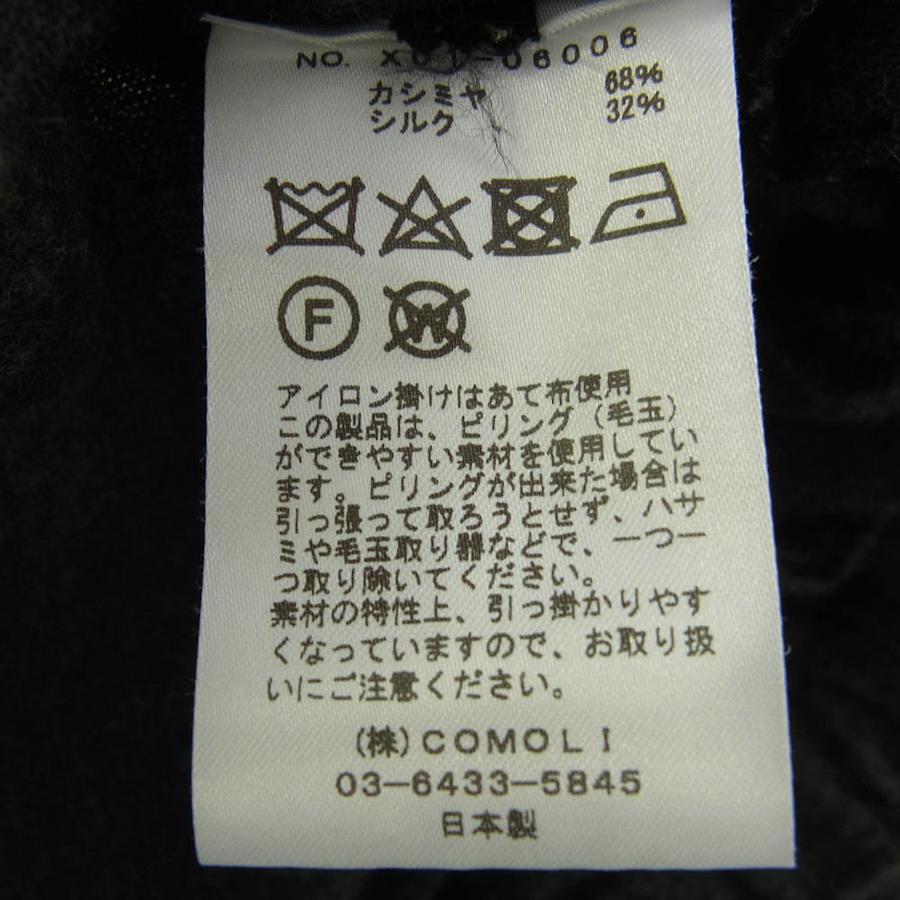 NO. X01-06006
カシミヤ 68%
シルク 32%
F W
アイロン掛けはあて布使用
この製品は、ピリング（毛玉）
ができやすい素材を使用してい
ます。ピリングが出来た場合は
引っ張って取ろうとせず、ハサ
ミや毛玉取り器などで、一つ一
つ取り除いてください。
素材の特性上、引っ掛かりやす
くなっていますので、お取り扱
いにご注意ください。
(株)COMOLI
03-6433-5845
日本製